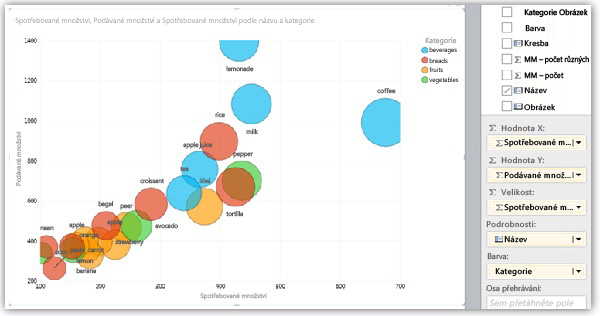 Spotřebované množství, Podávané množství a Spotřebované množství podle názvu a kategorie
Kategorie
beverages
breads
fruits
vegetables
1400
1200
1000
800
600
400
200
Podávané množství
100
200
300
400
500
600
700
Spotřebované množství
lemonade
milk
coffee
rice
apple juice
pepper
tea
kiwi
tortilla
croissant
avocado
begel
peer
apple
strawberry
naan
apple
orange
carrot
lemon
banana
Kategorie Obrázek
Barva
Kresba
MM – počet různých
MM – počet
Název
Obrázek
Σ Hodnota X:
Σ Spotřebované m...
Σ Hodnota Y:
Σ Podávané množ...
Σ Velikost:
Σ Spotřebované m...
Podrobnosti:
Název
Barva:
Kategorie
Osa přehrávání:
Sem přetáhněte pole